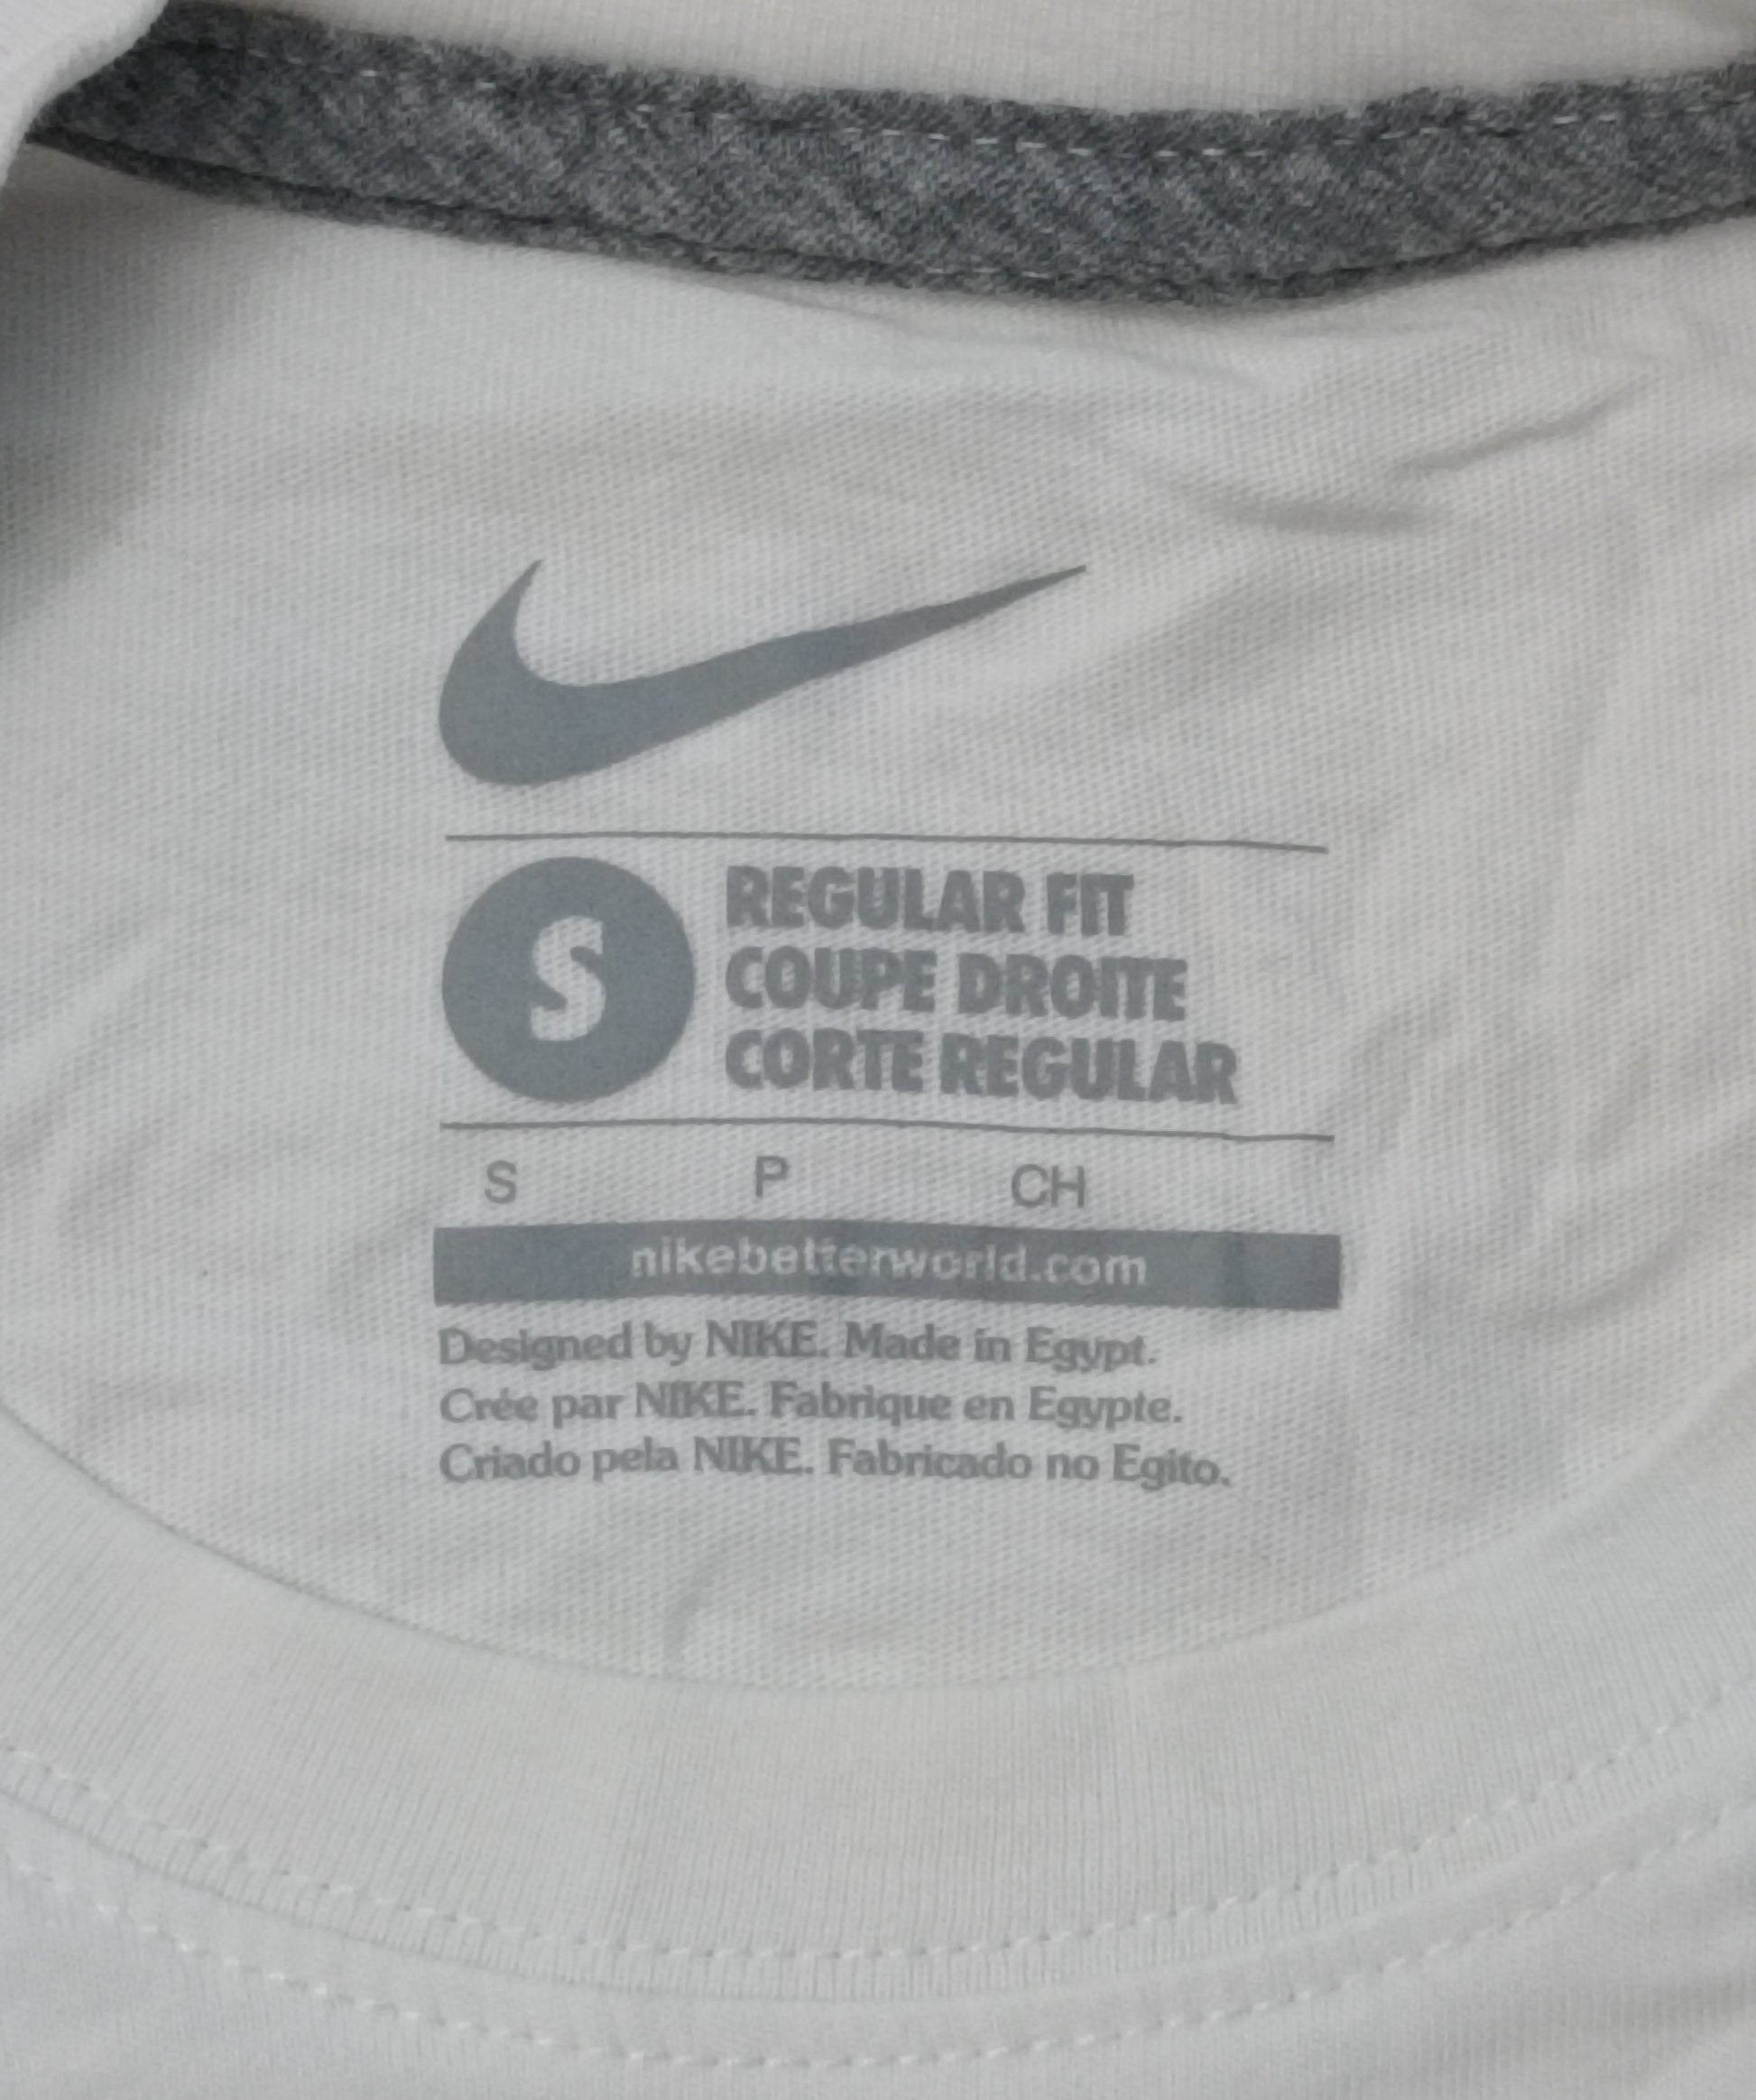 S
REGULAR FIT
COUPE DROITE
CORTE REGULAR
S P CH
nikebetterworld.com
Designed by NIKE. Made in Egypt.
Crée par NIKE. Fabrique en Egypte.
Criado pela NIKE. Fabricado no Egito.